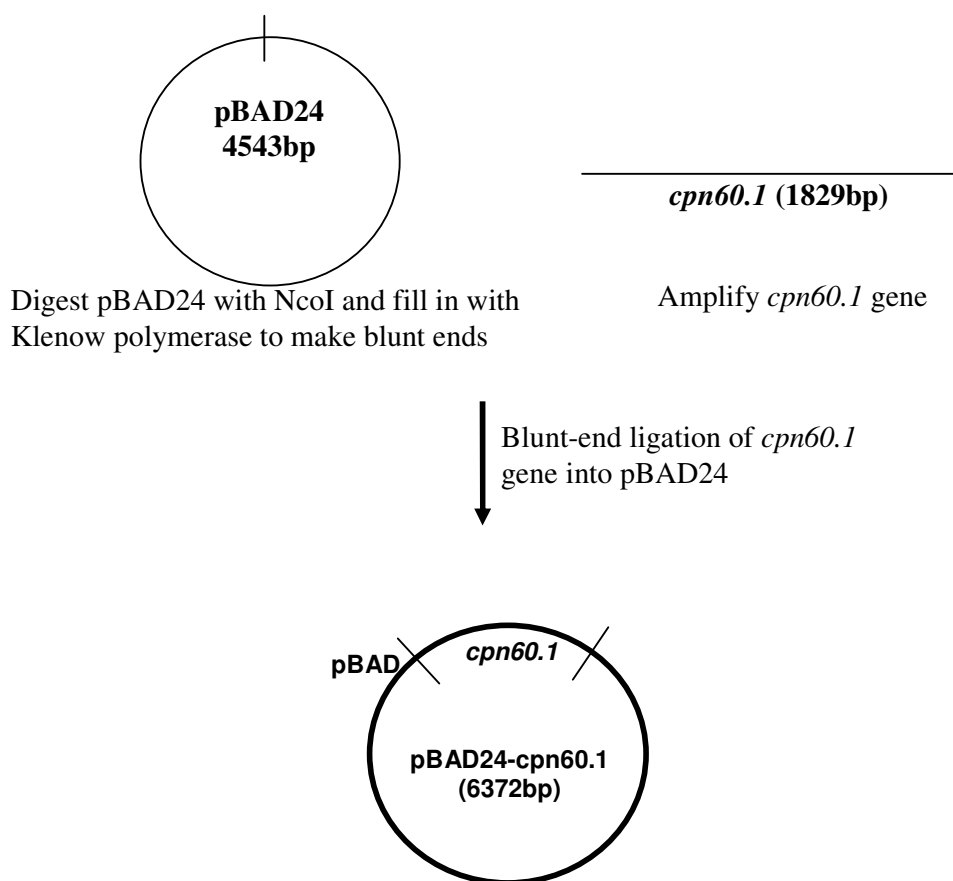 pBAD24
4543bp
cpn60.1 (1829bp)
Digest pBAD24 with NcoI and fill in with
Klenow polymerase to make blunt ends
Amplify cpn60.1 gene
Blunt-end ligation of cpn60.1
gene into pBAD24
pBAD
cpn60.1
pBAD24-cpn60.1
(6372bp)